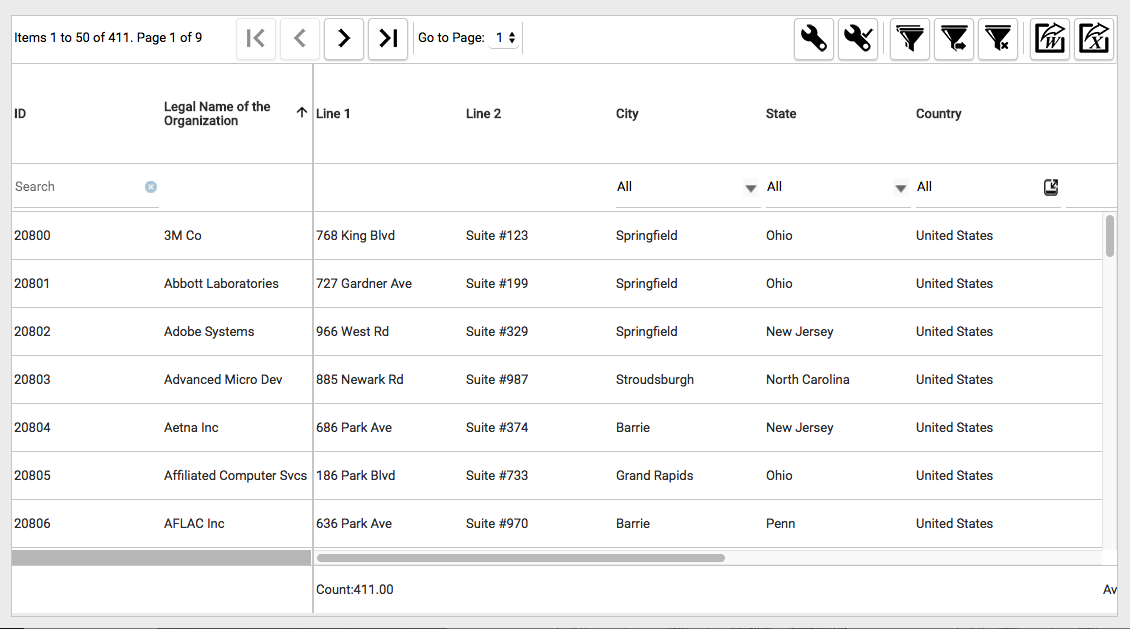 Items 1 to 50 of 411. Page 1 of 9 Go to Page: 1 W X
ID Legal Name of the Organization Line 1 Line 2 City State Country
Search All All All
20800 3M Co 768 King Blvd Suite #123 Springfield Ohio United States
20801 Abbott Laboratories 727 Gardner Ave Suite #199 Springfield Ohio United States
20802 Adobe Systems 966 West Rd Suite #329 Springfield New Jersey United States
20803 Advanced Micro Dev 885 Newark Rd Suite #987 Stroudsburgh North Carolina United States
20804 Aetna Inc 686 Park Ave Suite #374 Barrie New Jersey United States
20805 Affiliated Computer Svcs 186 Park Blvd Suite #733 Grand Rapids Ohio United States
20806 AFLAC Inc 636 Park Ave Suite #970 Barrie Penn United States
Count:411.00 Av